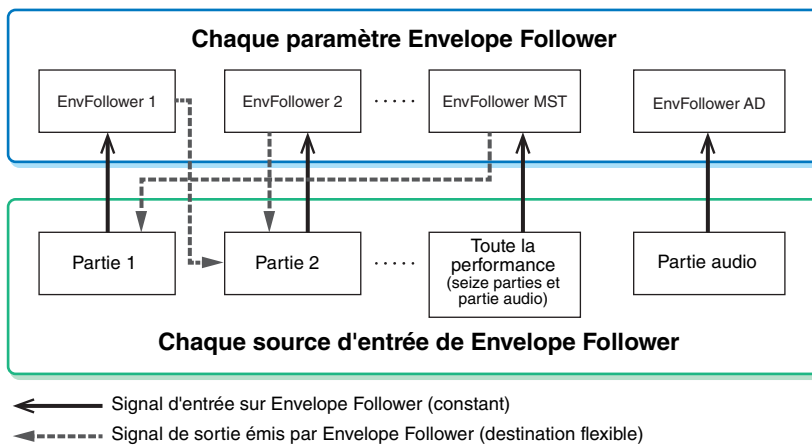 Chaque paramètre Envelope Follower
EnvFollower 1
EnvFollower 2
·····
EnvFollower MST
EnvFollower AD
Partie 1
Partie 2
·····
Toute la
performance
(seize parties et
partie audio)
Partie audio
Chaque source d'entrée de Envelope Follower
Signal d'entrée sur Envelope Follower (constant)
Signal de sortie émis par Envelope Follower (destination flexible)